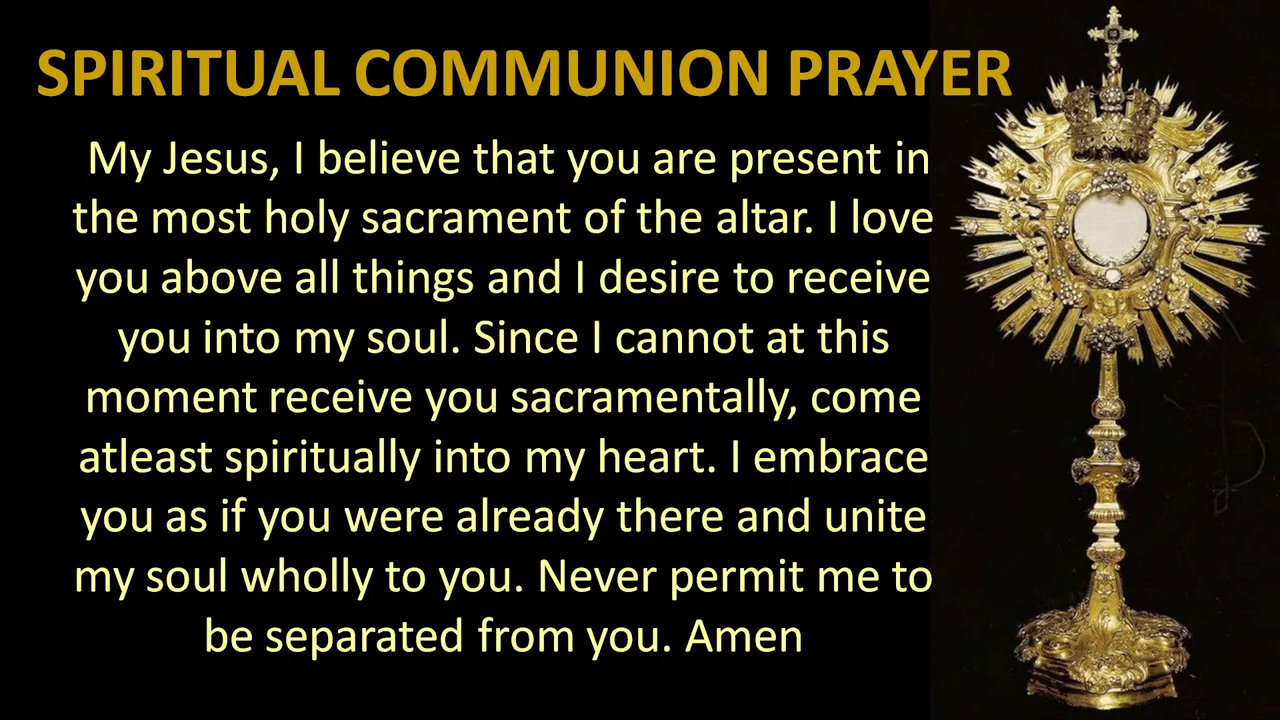 SPIRITUAL COMMUNION PRAYER
My Jesus, I believe that you are present in
the most holy sacrament of the altar. I love
you above all things and I desire to receive
you into my soul. Since I cannot at this
moment receive you sacramentally, come
atleast spiritually into my heart. I embrace
you as if you were already there and unite
my soul wholly to you. Never permit me to
be separated from you. Amen